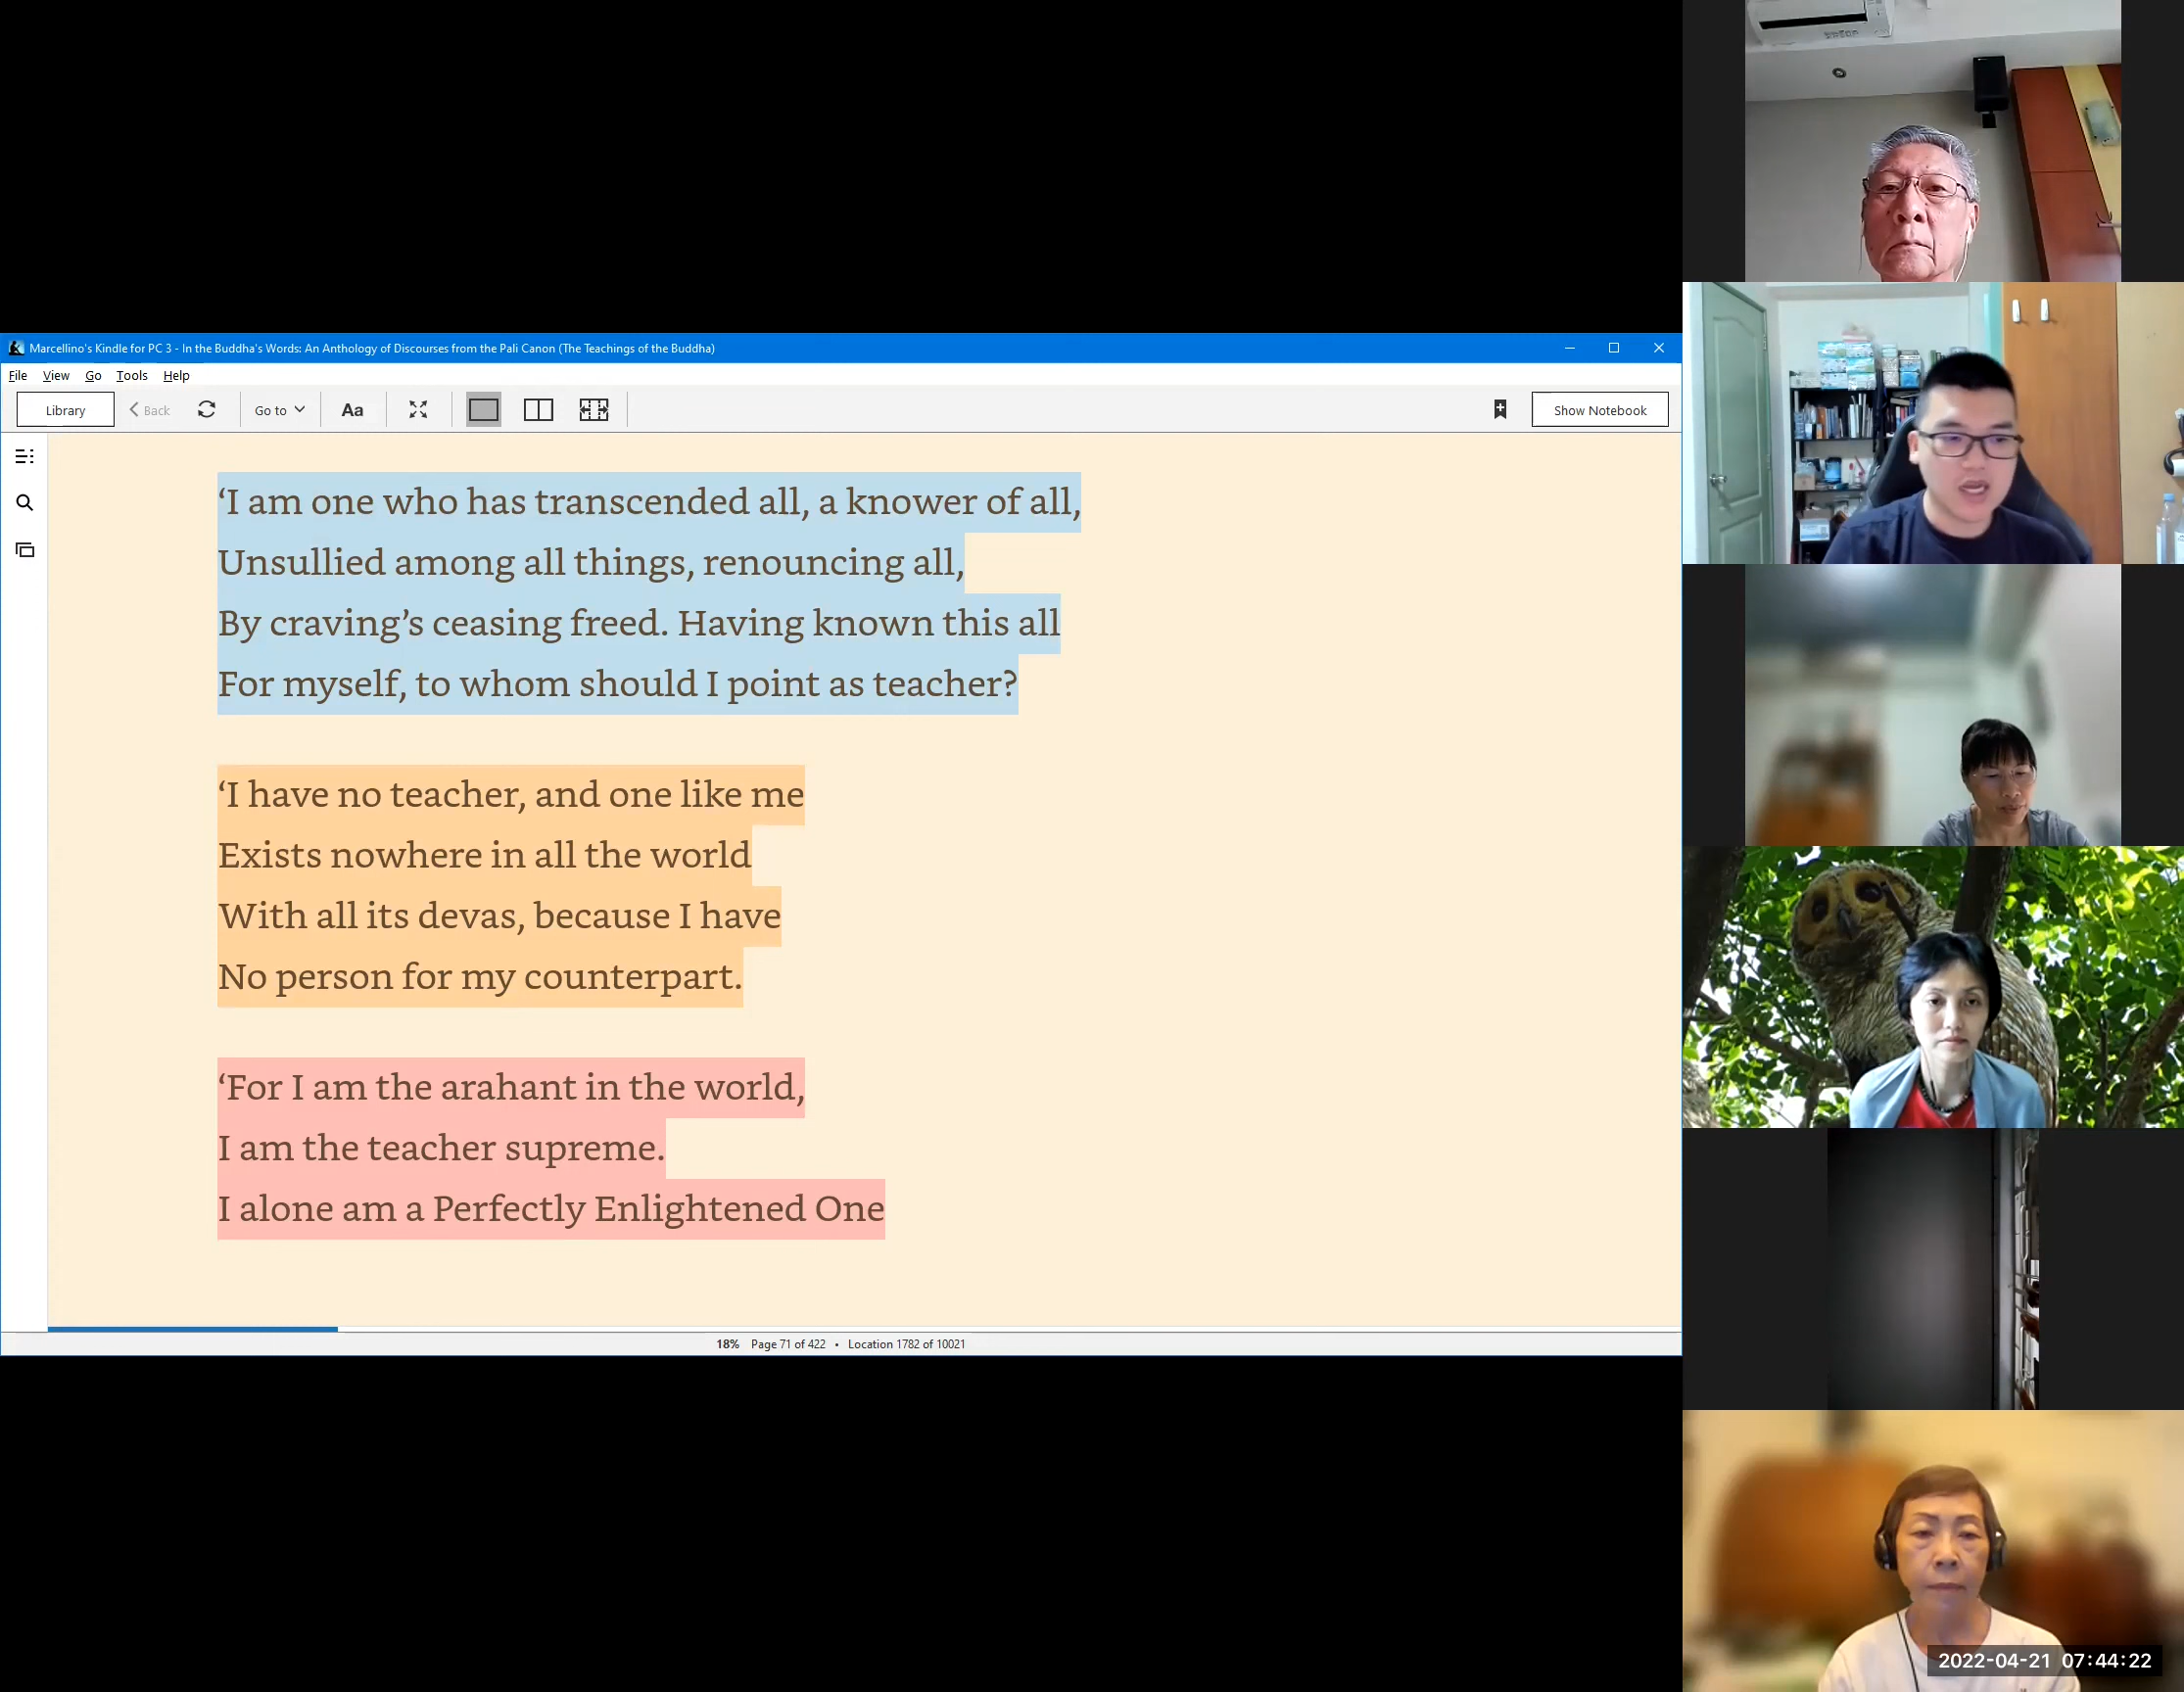 Marcellino's Kindle for PC 3 - In the Buddha's Words: An Anthology of Discourses from the Pali Canon (The Teachings of the Buddha)
File View Go Tools Help
Library Back Go to Aa Show Notebook
‘I am one who has transcended all, a knower of all,
Unsullied among all things, renouncing all,
By craving’s ceasing freed. Having known this all
For myself, to whom should I point as teacher?
‘I have no teacher, and one like me
Exists nowhere in all the world
With all its devas, because I have
No person for my counterpart.
‘For I am the arahant in the world,
I am the teacher supreme.
I alone am a Perfectly Enlightened One
18% Page 71 of 422 • Location 1782 of 10021
2022-04-21 07:44:22